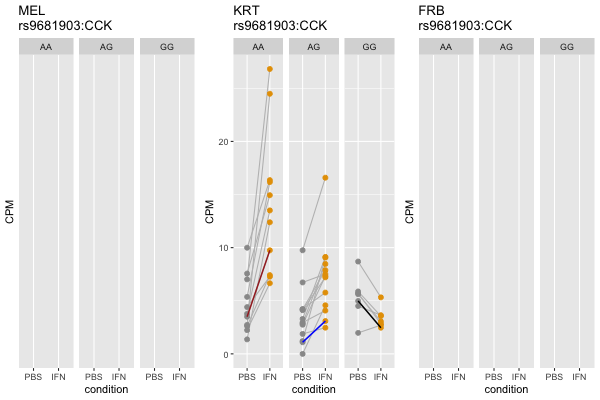 MEL
rs9681903:CCK
AA AG GG
CPM
PBS IFN PBS IFN PBS IFN
condition
KRT
rs9681903:CCK
AA AG GG
20
10
0
CPM
PBS IFN PBS IFN PBS IFN
condition
FRB
rs9681903:CCK
AA AG GG
CPM
PBS IFN PBS IFN PBS IFN
condition